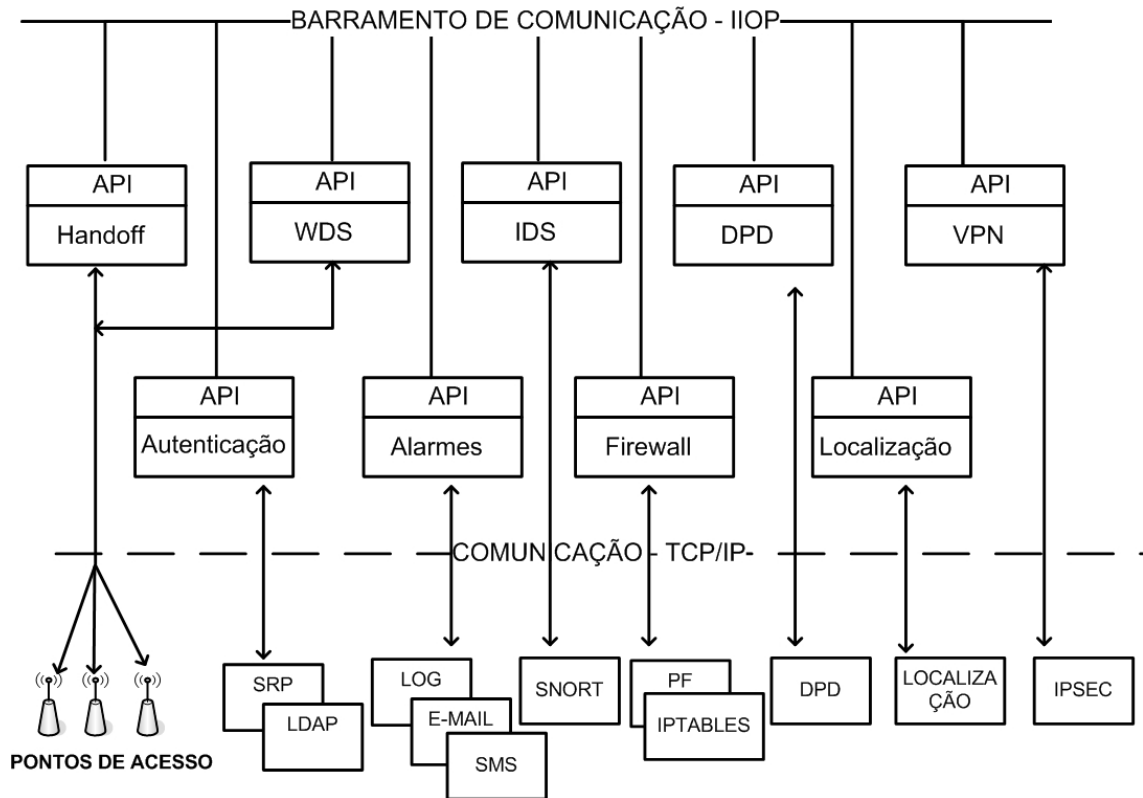 BARRAMENTO DE COMUNICAÇÃO - IIOP
API
Handoff
API
WDS
API
IDS
API
DPD
API
VPN
API
Autenticação
API
Alarmes
API
Firewall
API
Localização
COMUNICAÇÃO - TCP/IP
PONTOS DE ACESSO
SRP
LDAP
LOG
E-MAIL
SMS
SNORT
PF
IPTABLES
DPD
LOCALIZA
ÇÃO
IPSEC